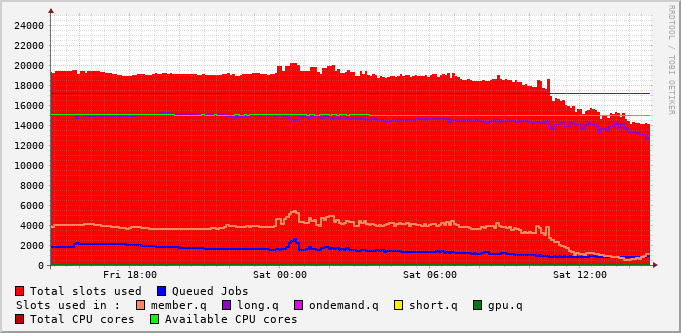 24000
22000
20000
18000
16000
14000
12000
10000
8000
6000
4000
2000
0
Fri 18:00 Sat 00:00 Sat 06:00 Sat 12:00
RRDTOOL / TOBI OETIKER
Total slots used Queued Jobs
Slots used in : member.q long.q ondemand.q short.q gpu.q
Total CPU cores Available CPU cores